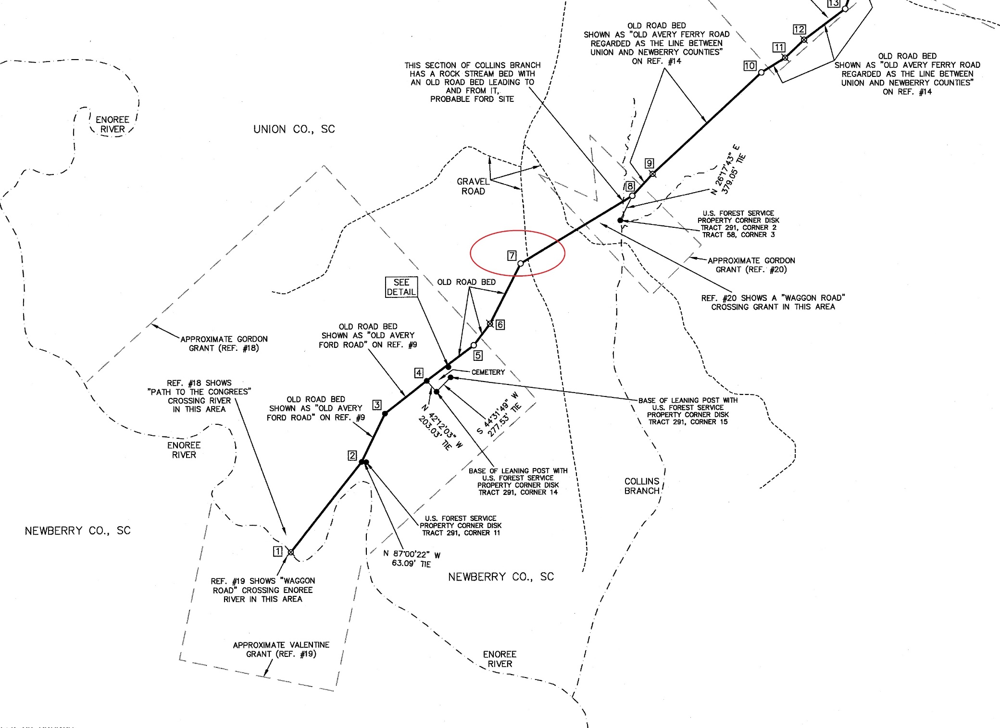 13
12
11
10
OLD ROAD BED
SHOWN AS "OLD AVERY FERRY ROAD
REGARDED AS THE LINE BETWEEN
UNION AND NEWBERRY COUNTIES"
ON REF. #14
OLD ROAD BED
SHOWN AS "OLD AVERY FERRY ROAD
REGARDED AS THE LINE BETWEEN
UNION AND NEWBERRY COUNTIES"
ON REF. #14
THIS SECTION OF COLLINS BRANCH
HAS A ROCK STREAM BED WITH
AN OLD ROAD BED LEADING TO
AND FROM IT,
PROBABLE FORD SITE
ENOREE
RIVER
UNION CO., SC
9
8
N 26°17'43" E
379.05' TIE
GRAVEL
ROAD
U.S. FOREST SERVICE
PROPERTY CORNER DISK
TRACT 291, CORNER 2
TRACT 58, CORNER 3
7
APPROXIMATE GORDON
GRANT (REF. #20)
SEE
DETAIL
OLD ROAD BED
REF. #20 SHOWS A "WAGGON ROAD"
CROSSING GRANT IN THIS AREA
6
OLD ROAD BED
SHOWN AS "OLD AVERY
FORD ROAD" ON REF. #9
APPROXIMATE GORDON
GRANT (REF. #18)
5
4
CEMETERY
REF. #18 SHOWS
"PATH TO THE CONGREES"
CROSSING RIVER
IN THIS AREA
OLD ROAD BED
SHOWN AS "OLD AVERY
FORD ROAD" ON REF. #9
3
N 42°12'03" W
203.03' TIE
S 44°31'49" W
277.53' TIE
BASE OF LEANING POST WITH
U.S. FOREST SERVICE
PROPERTY CORNER DISK
TRACT 291, CORNER 15
ENOREE
RIVER
2
BASE OF LEANING POST WITH
U.S. FOREST SERVICE
PROPERTY CORNER DISK
TRACT 291, CORNER 14
COLLINS
BRANCH
U.S. FOREST SERVICE
PROPERTY CORNER DISK
TRACT 291, CORNER 11
NEWBERRY CO., SC
1
N 87°00'22" W
63.09' TIE
NEWBERRY CO., SC
REF. #19 SHOWS "WAGGON
ROAD" CROSSING ENOREE
RIVER IN THIS AREA
APPROXIMATE VALENTINE
GRANT (REF. #19)
ENOREE
RIVER